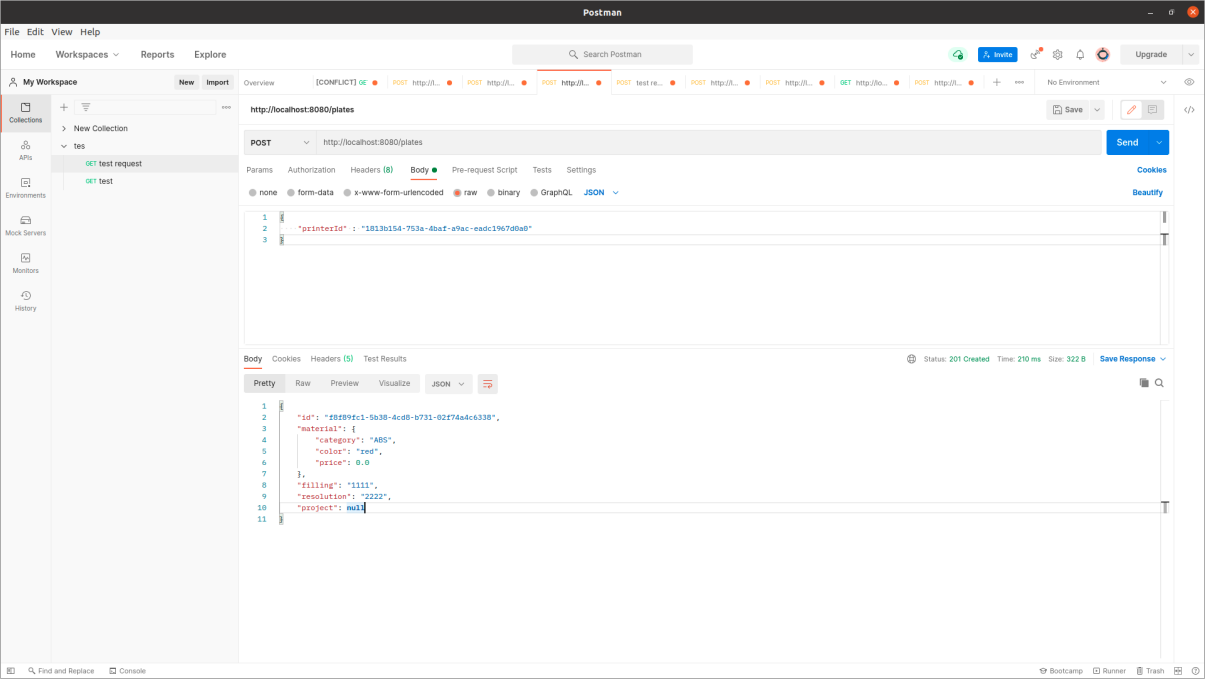 Postman
File Edit View Help
Home Workspaces Reports Explore Search Postman Invite Upgrade
My Workspace New Import Overview [CONFLICT] GE POST http://l... POST http://l... POST http://l... POST test re... POST http://l... POST http://l... GET http://lo... POST http://l... No Environment
Collections
APIs
Environments
Mock Servers
Monitors
History
New Collection
tes
GET test request
GET test
http://localhost:8080/plates Save
POST http://localhost:8080/plates Send
Params Authorization Headers (8) Body Pre-request Script Tests Settings Cookies
none form-data x-www-form-urlencoded raw binary GraphQL JSON Beautify
1 {
2 "printerId" : "1813b154-753a-4baf-a9ac-eadc1967d0a0"
3 }
Body Cookies Headers (5) Test Results Status: 201 Created Time: 210 ms Size: 322 B Save Response
Pretty Raw Preview Visualize JSON
1 {
2 "id": "f8f89fc1-5b38-4cd8-b731-02f74a4c6338",
3 "material": {
4 "category": "ABS",
5 "color": "red",
6 "price": 0.0
7 },
8 "filling": "1111",
9 "resolution": "2222",
10 "project": null
11 }
Find and Replace Console Bootcamp Runner Trash